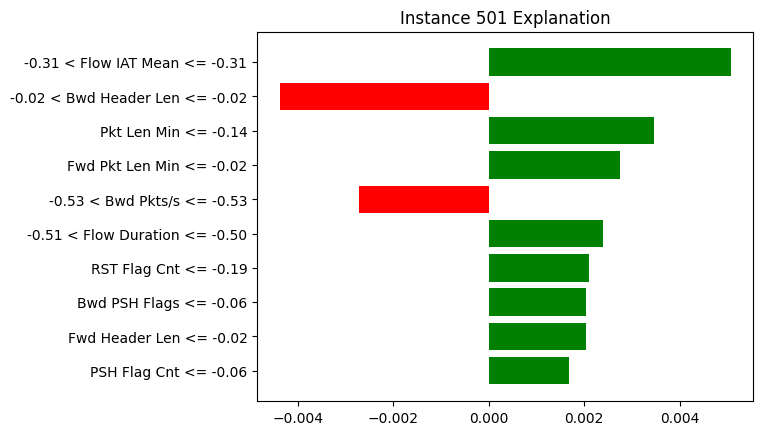 Instance 501 Explanation
-0.31 < Flow IAT Mean <= -0.31
-0.02 < Bwd Header Len <= -0.02
Pkt Len Min <= -0.14
Fwd Pkt Len Min <= -0.02
-0.53 < Bwd Pkts/s <= -0.53
-0.51 < Flow Duration <= -0.50
RST Flag Cnt <= -0.19
Bwd PSH Flags <= -0.06
Fwd Header Len <= -0.02
PSH Flag Cnt <= -0.06
−0.004 −0.002 0.000 0.002 0.004